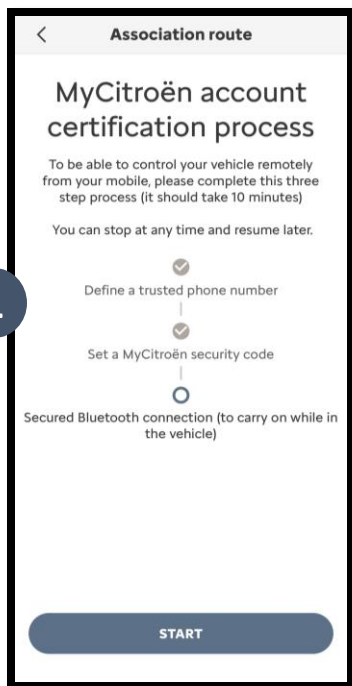 Association route
MyCitroën account
certification process
To be able to control your vehicle remotely
from your mobile, please complete this three
step process (it should take 10 minutes)
You can stop at any time and resume later.
Define a trusted phone number
Set a MyCitroën security code
Secured Bluetooth connection (to carry on while in
the vehicle)
START